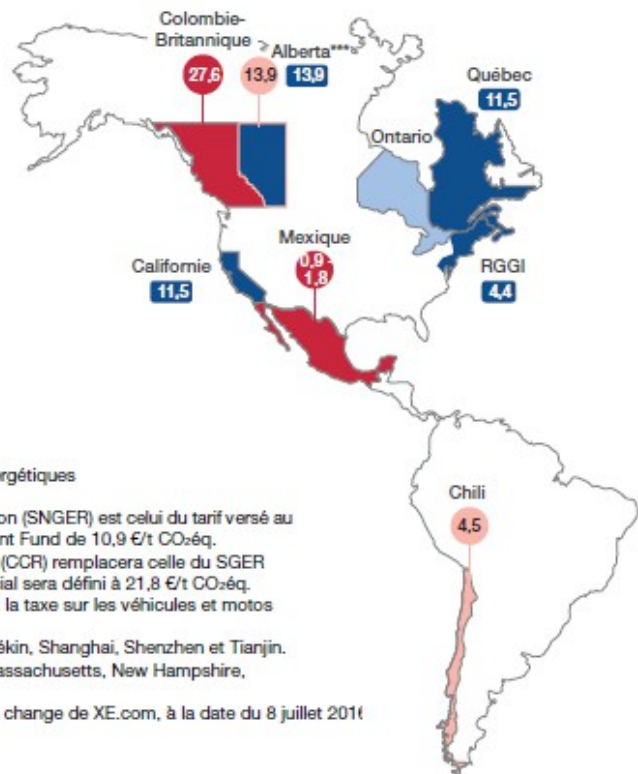 Colombie-
Britannique
Alberta***
27,6
13,9
13,9
Québec
11,5
Ontario
Mexique
0,9 -
1,8
Californie
11,5
RGGI
4,4
ergétiques
on (SNGER) est celui du tarif versé au
nt Fund de 10,9 €/t CO₂éq.
(CCR) remplacera celle du SGER
ial sera défini à 21,8 €/t CO₂éq.
la taxe sur les véhicules et motos
ékin, Shanghai, Shenzhen et Tianjin.
assachusetts, New Hampshire,
change de XE.com, à la date du 8 juillet 2016
Chili
4,5